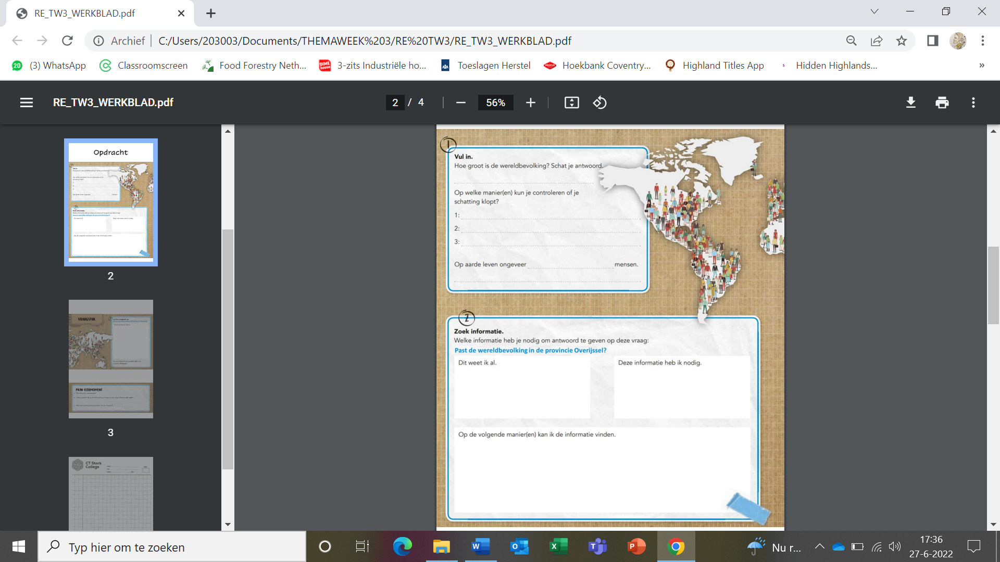 RE_TW3_WERKBLAD.pdf
Archief
C:/Users/203003/Documents/THEMAWEEK%203/RE%20TW3/RE_TW3_WERKBLAD.pdf
20 (3) WhatsApp
Classroomscreen
Food Forestry Neth...
3-zits Industriële ho...
Toeslagen Herstel
Hoekbank Coventry...
Highland Titles App
Hidden Highlands...
»
RE_TW3_WERKBLAD.pdf
2 / 4
56%
Opdracht
2
VRAAGSTUK
MIJN LEERMOMENT
3
CT Stork
College
1
Vul in.
Hoe groot is de wereldbevolking? Schat je antwoord.
Op welke manier(en) kun je controleren of je
schatting klopt?
1:
2:
3:
Op aarde leven ongeveer mensen.
2
Zoek informatie.
Welke informatie heb je nodig om antwoord te geven op deze vraag:
Past de wereldbevolking in de provincie Overijssel?
Dit weet ik al.
Deze informatie heb ik nodig.
Op de volgende manier(en) kan ik de informatie vinden.
Typ hier om te zoeken
Nu r...
17:36
27-6-2022